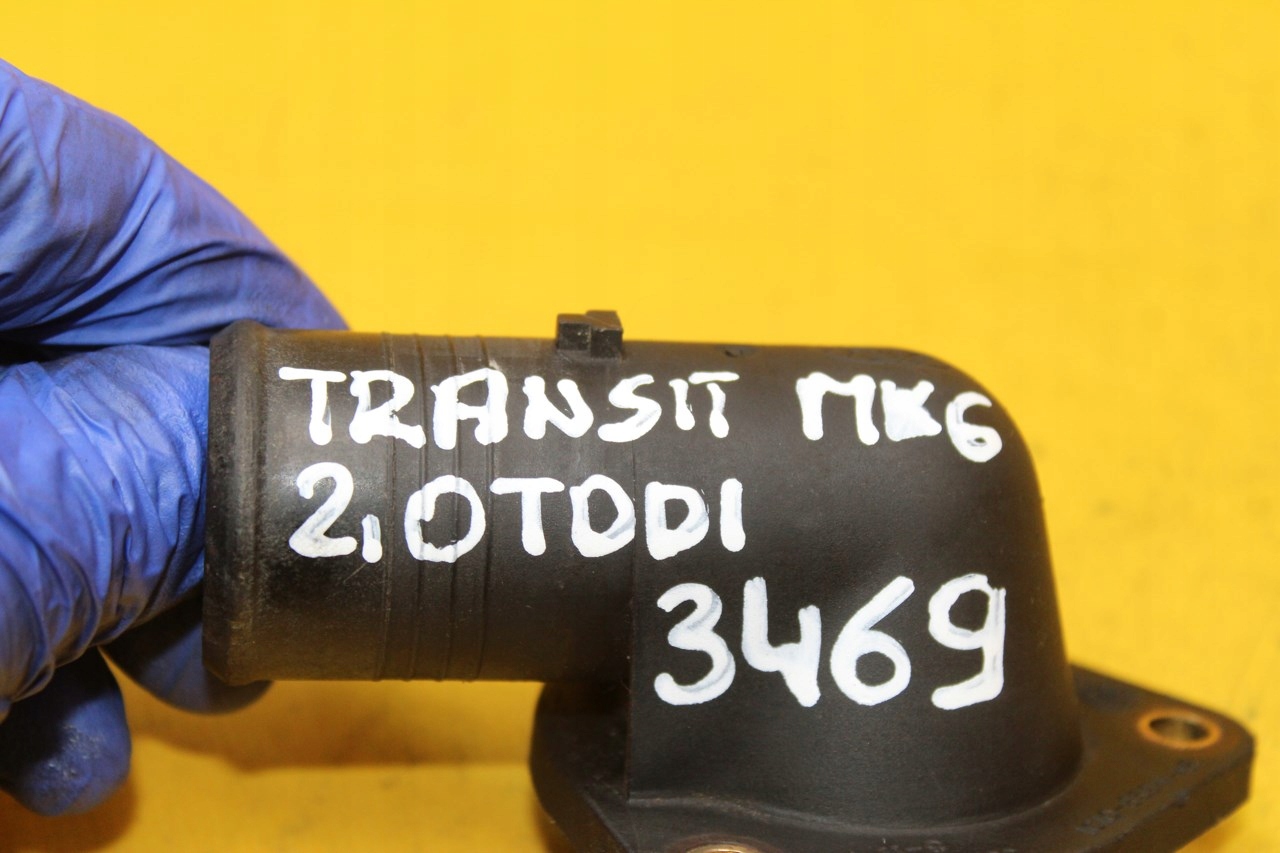 TRANSIT MK6
2,0TDDI
3469